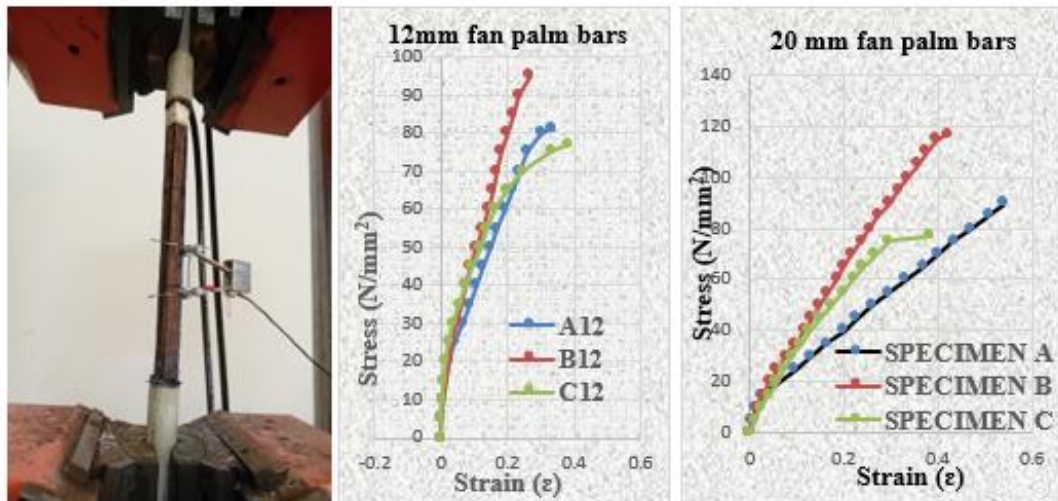 12mm fan palm bars
Stress (N/mm²)
100
90
80
70
60
50
40
30
20
10
0
-0.2
0
0.2
0.4
0.6
Strain (ε)
A12
B12
C12
20 mm fan palm bars
Stress (N/mm²)
140
120
100
80
60
40
20
0
0
0.2
0.4
0.6
Strain (ε)
SPECIMEN A
SPECIMEN B
SPECIMEN C